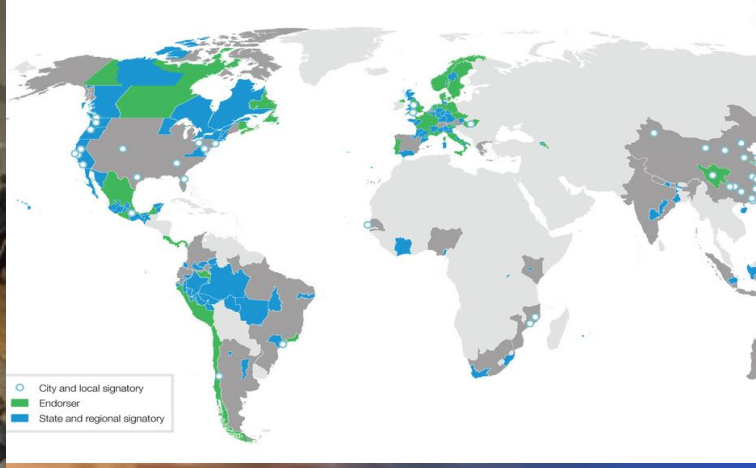 City and local signatory
Endorser
State and regional signatory